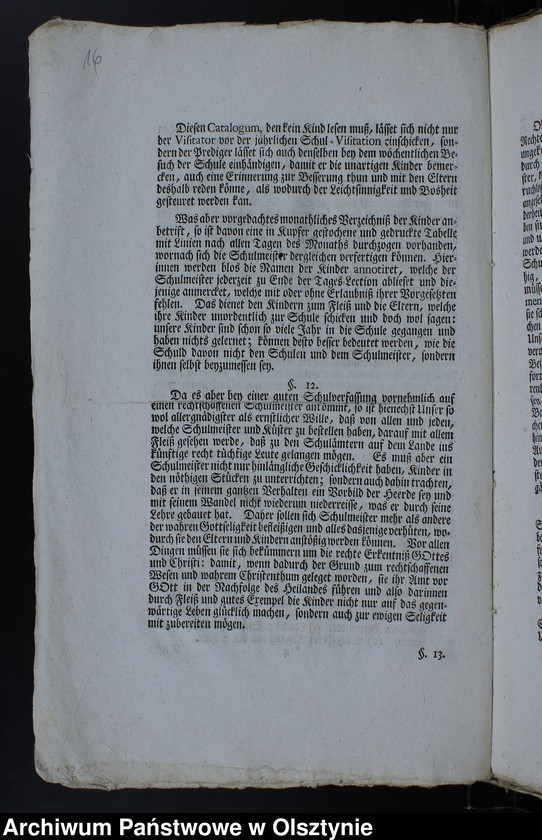 16
Diesen Catalogum, den kein Kind lesen muß, lässet sich nicht nur
der Visitator vor der jährlichen Schul-Visitation einschicken, son-
dern der Prediger lässet sich auch denselben bey dem wöchentlichen Be-
such der Schule einhändigen, damit er die unartigen Kinder bemer-
cken, auch eine Erinnerung zur Besserung thun und mit den Eltern
deshalb reden könne, als wodurch der Leichtsinnigkeit und Bosheit
gesteuret werden kan.
Was aber vorgedachtes monathliches Verzeichniß der Kinder an-
betrift, so ist davon eine in Kupfer gestochene und gedruckte Tabelle
mit Linien nach allen Tagen des Monaths durchzogen vorhanden,
wornach sich die Schulmeister dergleichen verfertigen können. Hier-
innen werden blos die Namen der Kinder annotiret, welche der
Schulmeister jederzeit zu Ende der Tages-Lection ablieset und die-
jenige anmercket, welche mit oder ohne Erlaubniß ihrer Vorgesetzten
fehlen. Das dienet den Kindern zum Fleiß und die Eltern, welche
ihre Kinder unordentlich zur Schule schicken und doch wol sagen:
unsere Kinder sind schon so viele Jahr in die Schule gegangen und
haben nichts gelernet; können desto besser bedeutet werden, wie die
Schuld davon nicht den Schulen und dem Schulmeister, sondern
ihnen selbst beyzumessen sey.
§. 12.
Da es aber bey einer guten Schulverfassung vornehmlich auf
einen rechtschaffenen Schulmeister ankommt, so ist hienechst Unser so
wol allergnädigster als ernstlicher Wille, daß von allen und jeden,
welche Schulmeister und Küster zu bestellen haben, darauf mit allem
Fleiß gesehen werde, daß zu den Schulämtern auf dem Lande ins
künftige recht tüchtige Leute gelangen mögen. Es muß aber ein
Schulmeister nicht nur hinlängliche Geschicklichkeit haben, Kinder in
den nöthigen Stücken zu unterrichten; sondern auch dahin trachten,
daß er in seinem gantzen Verhalten ein Vorbild der Heerde sey und
mit seinem Wandel nicht wiederum niederreisse, was er durch seine
Lehre gebauet hat. Daher sollen sich Schulmeister mehr als andere
der wahren Gottseligkeit befleißigen und alles dasjenige verhüten, wo-
durch sie den Eltern und Kindern anstößig werden können. Vor allen
Dingen müssen sie sich bekümmern um die rechte Erkentniß GOttes
und Christi: damit, wenn dadurch der Grund zum rechtschaffenen
Wesen und wahrem Christenthum geleget worden, sie ihr Amt vor
GOtt in der Nachfolge des Heilandes führen und also darinnen
durch Fleiß und gutes Exempel die Kinder nicht nur auf das gegen-
wärtige Leben glücklich machen, sondern auch zur ewigen Seligkeit
mit zubereiten mögen.
§. 13.
Archiwum Państwowe w Olsztynie